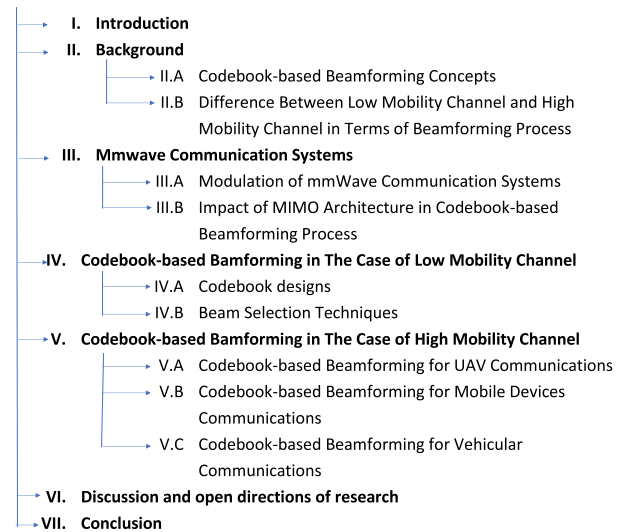 I. Introduction
II. Background
II.A Codebook-based Beamforming Concepts
II.B Difference Between Low Mobility Channel and High
Mobility Channel in Terms of Beamforming Process
III. Mmwave Communication Systems
III.A Modulation of mmWave Communication Systems
III.B Impact of MIMO Architecture in Codebook-based
Beamforming Process
IV. Codebook-based Bamforming in The Case of Low Mobility Channel
IV.A Codebook designs
IV.B Beam Selection Techniques
V. Codebook-based Bamforming in The Case of High Mobility Channel
V.A Codebook-based Beamforming for UAV Communications
V.B Codebook-based Beamforming for Mobile Devices
Communications
V.C Codebook-based Beamforming for Vehicular
Communications
VI. Discussion and open directions of research
VII. Conclusion